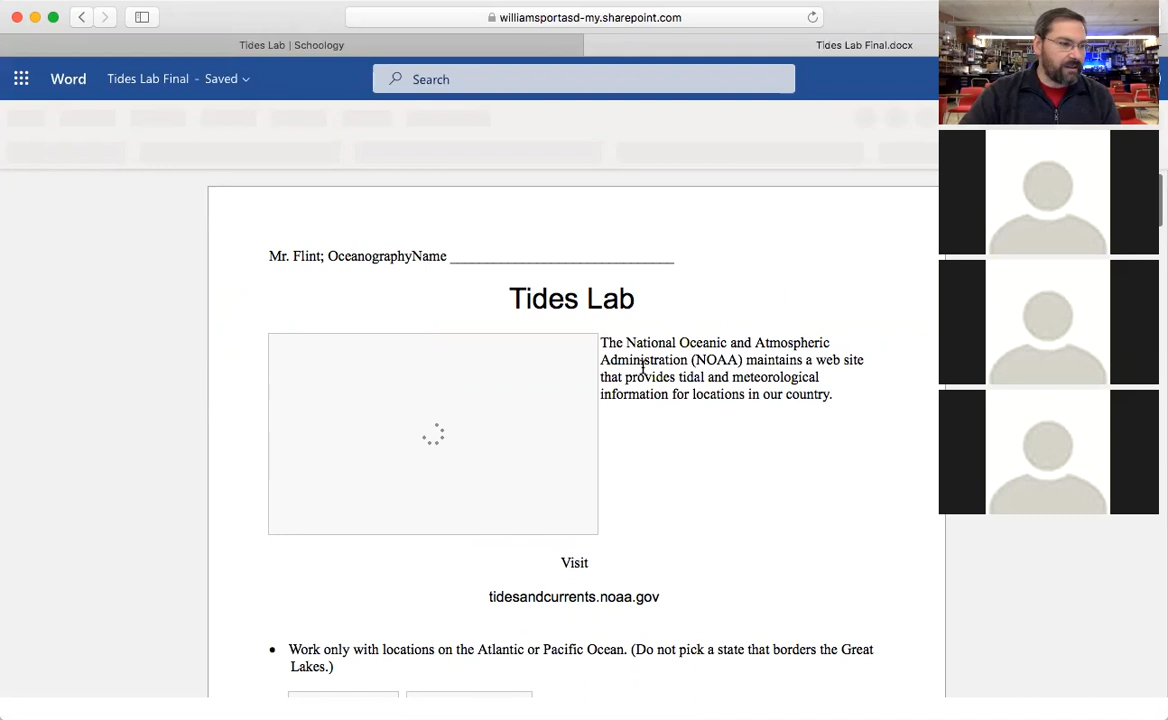 williamsportasd-my.sharepoint.com
Tides Lab | Schoology
Tides Lab Final.docx
Word
Tides Lab Final - Saved
Search
Mr. Flint; OceanographyName ______________________________
Tides Lab
The National Oceanic and Atmospheric
Administration (NOAA) maintains a web site
that provides tidal and meteorological
information for locations in our country.
Visit
tidesandcurrents.noaa.gov
• Work only with locations on the Atlantic or Pacific Ocean. (Do not pick a state that borders the Great
Lakes.)